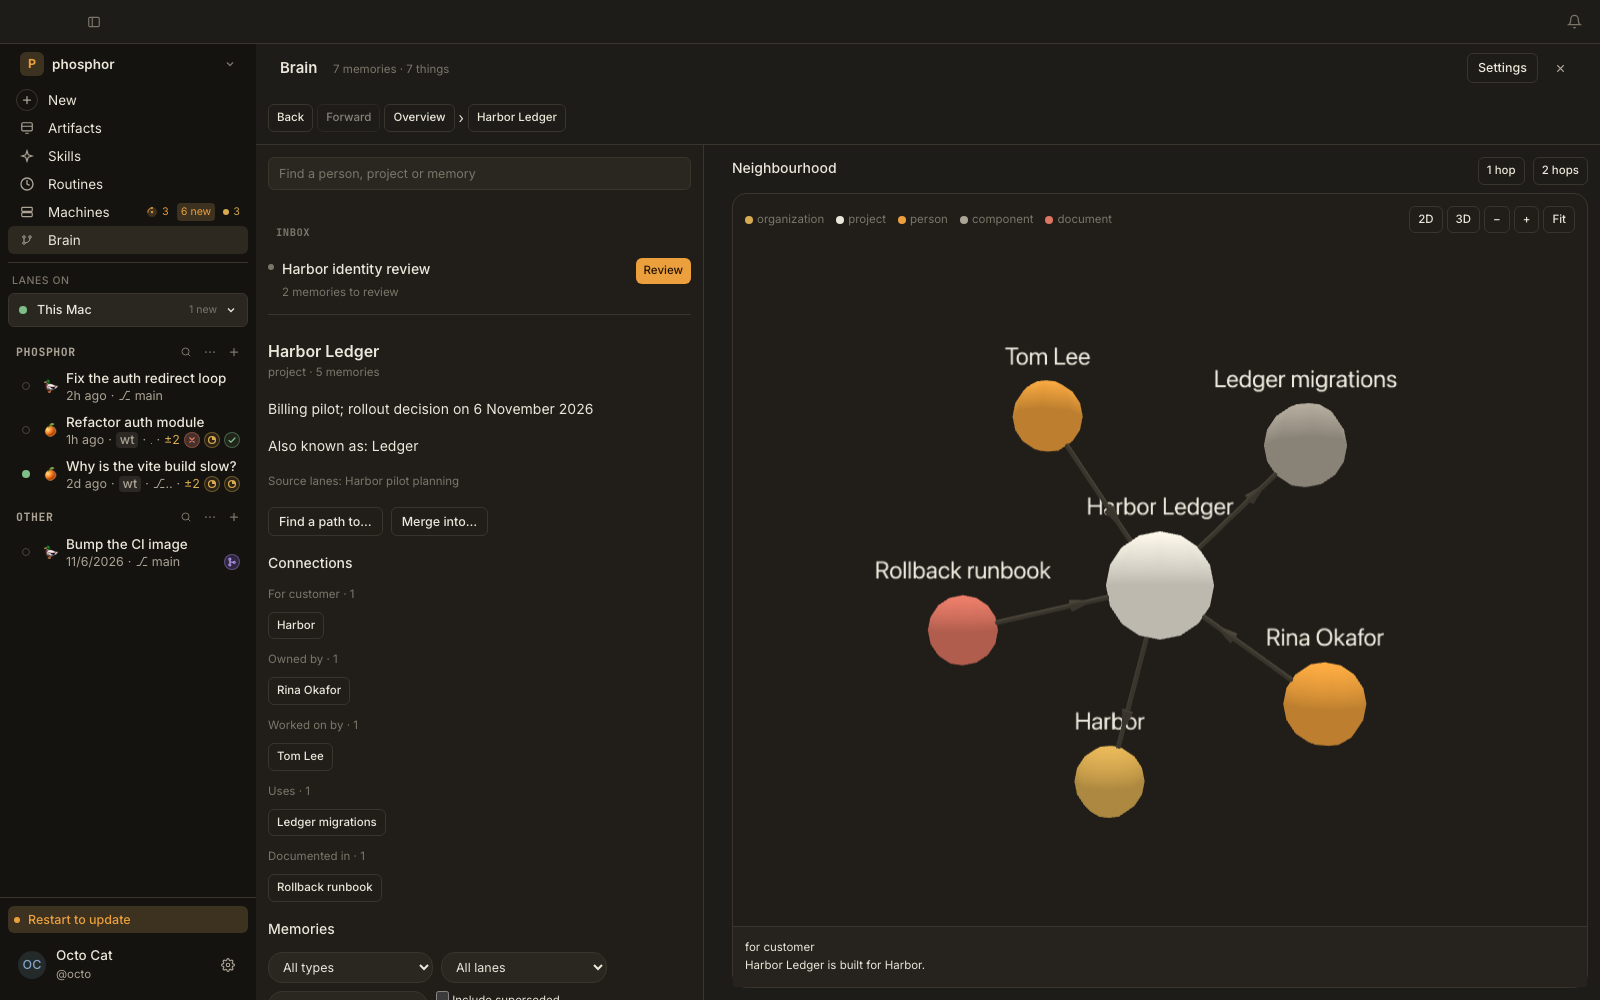 P phosphor
New
Artifacts
Skills
Routines
Machines 3 6 new 3
Brain
LANES ON
This Mac 1 new
PHOSPHOR
Fix the auth redirect loop
2h ago · main
Refactor auth module
1h ago · wt · . · ±2
Why is the vite build slow?
2d ago · wt · .. · ±2
OTHER
Bump the CI image
11/6/2026 · main
Restart to update
OC Octo Cat
@octo
Brain 7 memories · 7 things
Settings ×
Back Forward Overview › Harbor Ledger
Find a person, project or memory
INBOX
Harbor identity review
Review
2 memories to review
Harbor Ledger
project · 5 memories
Billing pilot; rollout decision on 6 November 2026
Also known as: Ledger
Source lanes: Harbor pilot planning
Find a path to... Merge into...
Connections
For customer · 1
Harbor
Owned by · 1
Rina Okafor
Worked on by · 1
Tom Lee
Uses · 1
Ledger migrations
Documented in · 1
Rollback runbook
Memories
All types All lanes
Include superseded
Neighbourhood
1 hop 2 hops
organization project person component document
2D 3D − + Fit
Tom Lee
Ledger migrations
Harbor Ledger
Rollback runbook
Rina Okafor
Harbor
for customer
Harbor Ledger is built for Harbor.